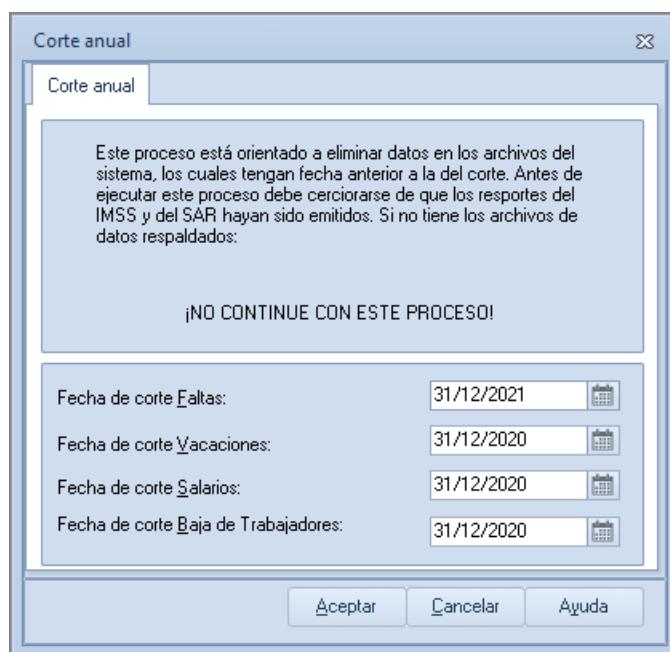 Corte anual
Corte anual
Este proceso está orientado a eliminar datos en los archivos del
sistema, los cuales tengan fecha anterior a la del corte. Antes de
ejecutar este proceso debe cerciorarse de que los resportes del
IMSS y del SAR hayan sido emitidos. Si no tiene los archivos de
datos respaldados:
¡NO CONTINUE CON ESTE PROCESO!
Fecha de corte Faltas: 31/12/2021
Fecha de corte Vacaciones: 31/12/2020
Fecha de corte Salarios: 31/12/2020
Fecha de corte Baja de Trabajadores: 31/12/2020
Aceptar Cancelar Ayuda